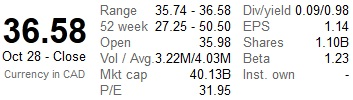 36.58
Oct 28 - Close
Currency in CAD
Range 35.74 - 36.58
52 week 27.25 - 50.50
Open 35.98
Vol / Avg. 3.22M/4.03M
Mkt cap 40.13B
P/E 31.95
Div/yield 0.09/0.98
EPS 1.14
Shares 1.10B
Beta 1.23
Inst. own -